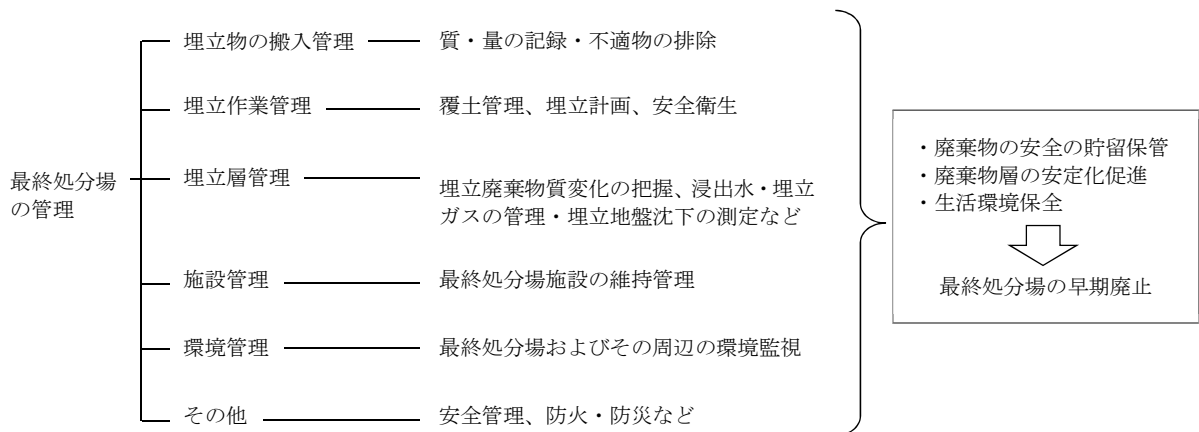 最終処分場
の管理
埋立物の搬入管理
質・量の記録・不適物の排除
埋立作業管理
覆土管理、埋立計画、安全衛生
埋立層管理
埋立廃棄物質変化の把握、浸出水・埋立
ガスの管理・埋立地盤沈下の測定など
施設管理
最終処分場施設の維持管理
環境管理
最終処分場およびその周辺の環境監視
その他
安全管理、防火・防災など
・廃棄物の安全の貯留保管
・廃棄物層の安定化促進
・生活環境保全
最終処分場の早期廃止